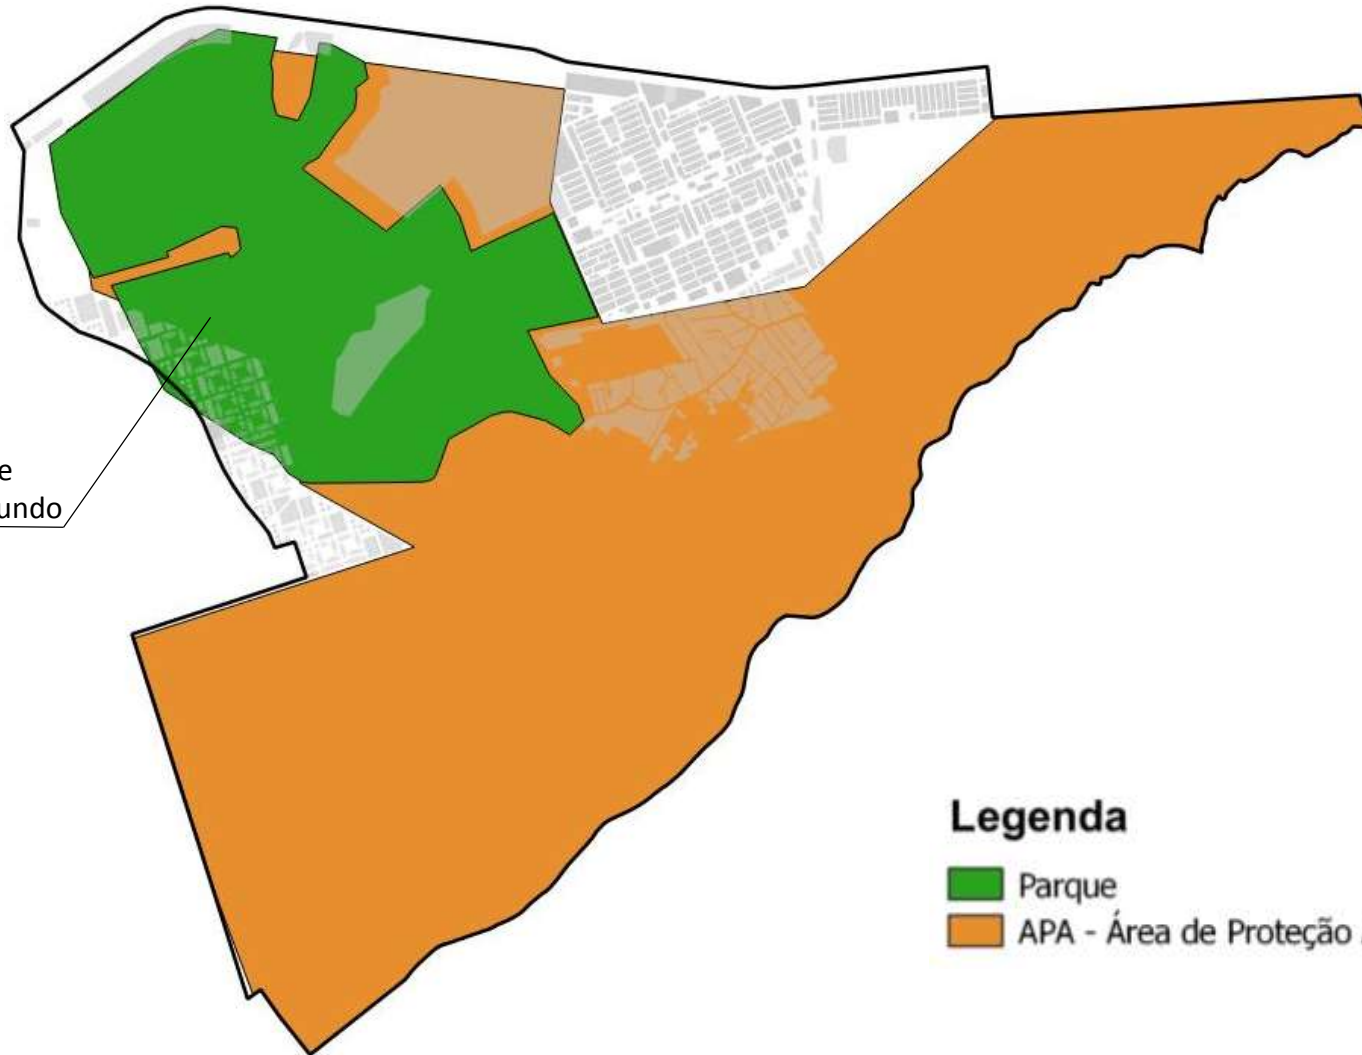 e
undo
Legenda
Parque
APA - Área de Proteção